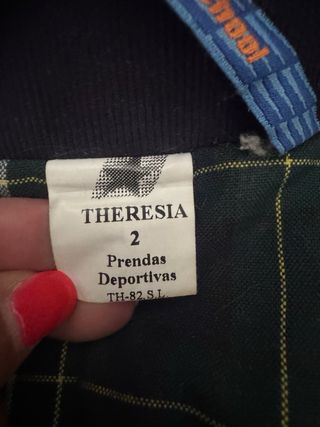 THERESIA
2
Prendas
Deportivas
TH-82 S.L.